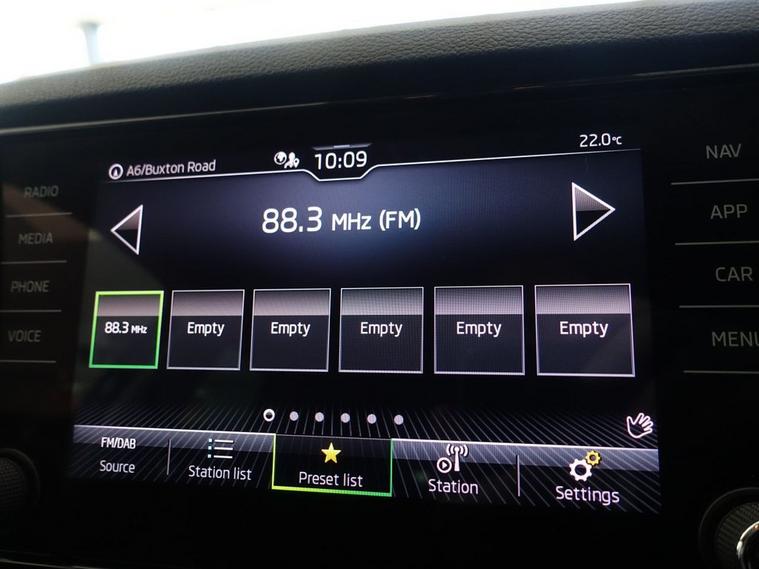 A6/Buxton Road
10:09
22.0°C
RADIO
MEDIA
PHONE
VOICE
88.3 MHz (FM)
NAV
APP
CAR
MENU
88.3 MHz
Empty
Empty
Empty
Empty
Empty
FM/DAB
Source
Station list
Preset list
Station
Settings